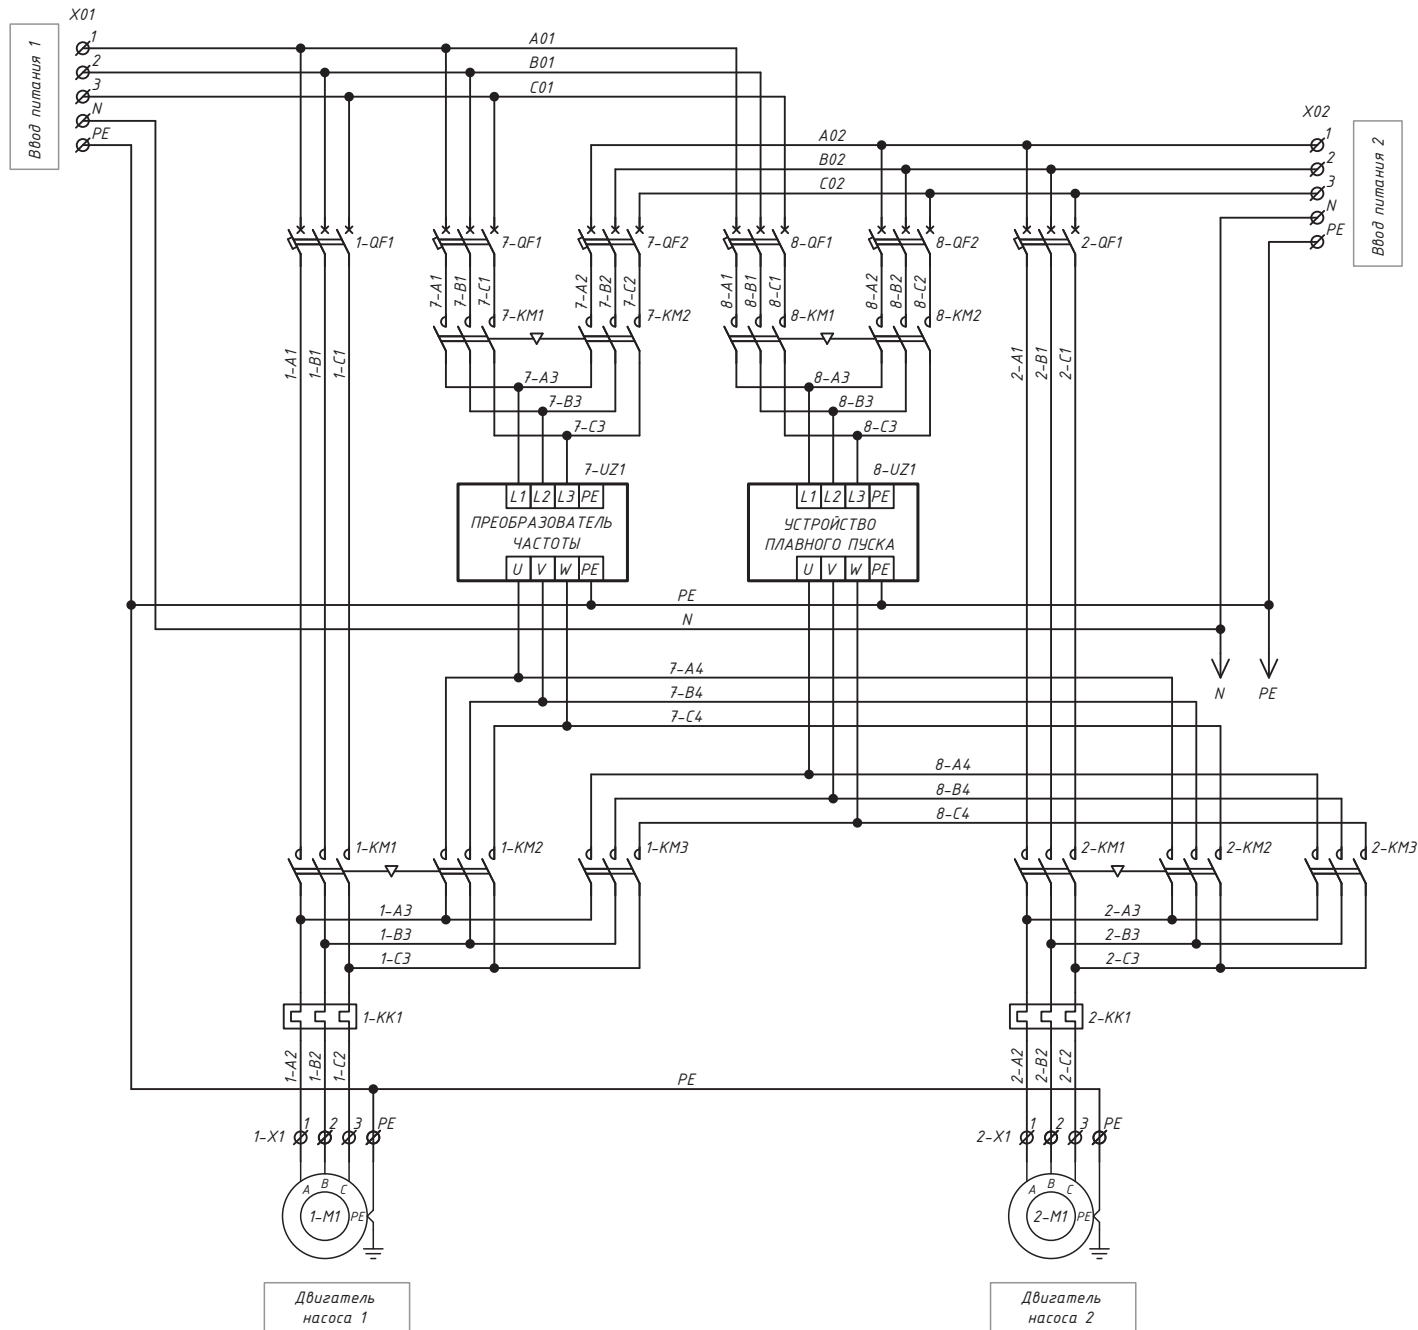 X01
Ввод питания 1
1
2
3
N
PE
A01
B01
C01
X02
Ввод питания 2
1
2
3
N
PE
A02
B02
C02
1-QF1
7-QF1
7-QF2
8-QF1
8-QF2
2-QF1
7-A1
7-B1
7-C1
7-A2
7-B2
7-C2
8-A1
8-B1
8-C1
8-A2
8-B2
8-C2
7-KM1
7-KM2
8-KM1
8-KM2
1-A1
1-B1
1-C1
2-A1
2-B1
2-C1
7-A3
7-B3
7-C3
8-A3
8-B3
8-C3
7-UZ1
L1 L2 L3 PE
ПРЕОБРАЗОВАТЕЛЬ
ЧАСТОТЫ
U V W PE
8-UZ1
L1 L2 L3 PE
УСТРОЙСТВО
ПЛАВНОГО ПУСКА
U V W PE
PE
N
N
PE
7-A4
7-B4
7-C4
8-A4
8-B4
8-C4
1-KM1
1-KM2
1-KM3
2-KM1
2-KM2
2-KM3
1-A3
1-B3
1-C3
2-A3
2-B3
2-C3
1-KK1
2-KK1
1-A2
1-B2
1-C2
2-A2
2-B2
2-C2
PE
1-X1
1
2
3
PE
2-X1
1
2
3
PE
A B C
1-M1
PE
A B C
2-M1
PE
Двигатель
насоса 1
Двигатель
насоса 2